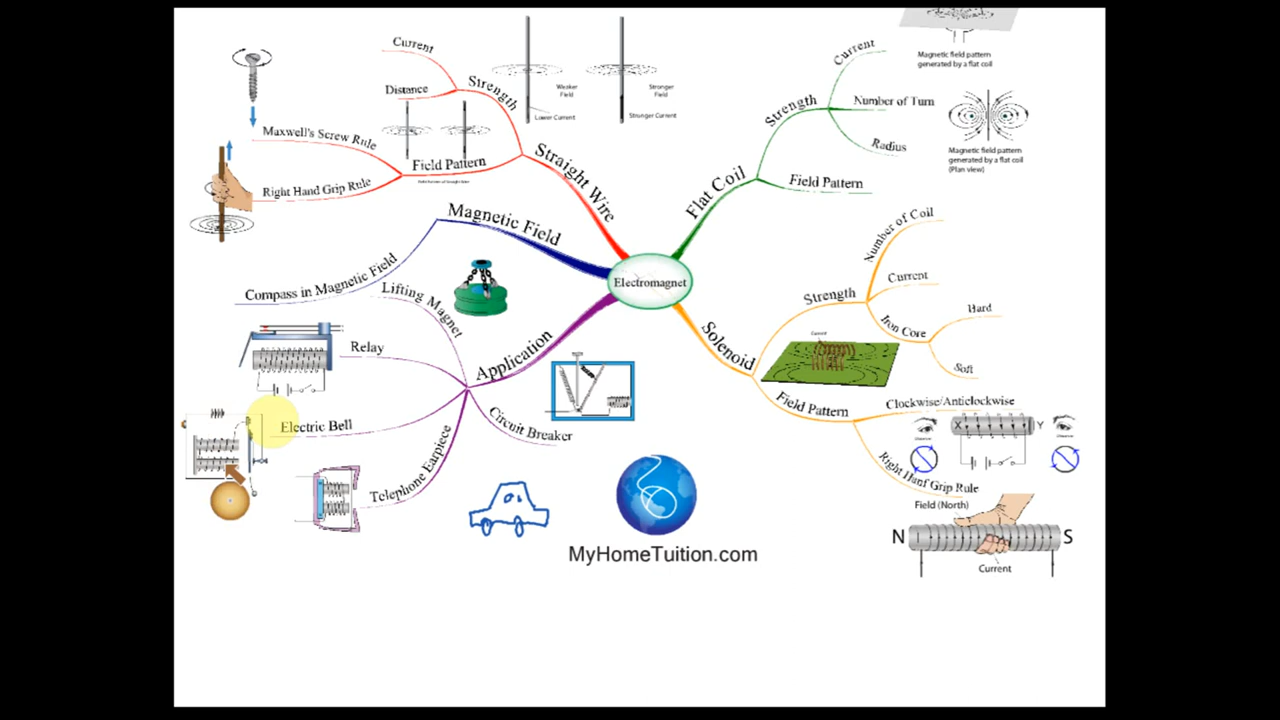 Current
Distance
Strength
Weaker
Field
Lower Current
Stronger
Field
Stronger Current
Maxwell's Screw Rule
Right Hand Grip Rule
Field Pattern
Straight Wire
Magnetic Field
Compass in Magnetic Field
Electromagnet
Flat Coil
Strength
Current
Number of Turn
Radius
Field Pattern
Magnetic field pattern
generated by a flat coil
Magnetic field pattern
generated by a flat coil
(Plan view)
Solenoid
Strength
Number of Coil
Current
Iron Core
Hard
Soft
Current
Field Pattern
Clockwise/Anticlockwise
X
Y
Right Hanf Grip Rule
Field (North)
N
S
Current
Application
Lifting Magnet
Relay
Electric Bell
Telephone Earpiece
Circuit Breaker
MyHomeTuition.com